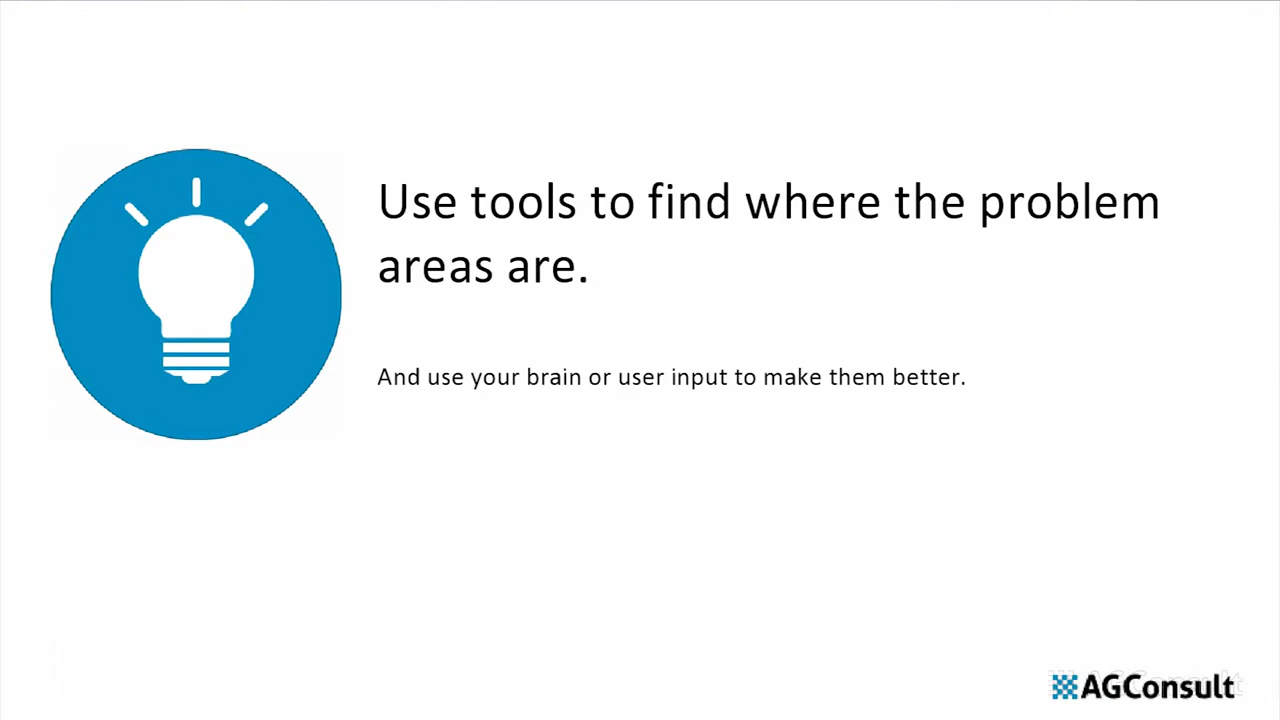 Use tools to find where the problem
areas are.
And use your brain or user input to make them better.
AGConsult